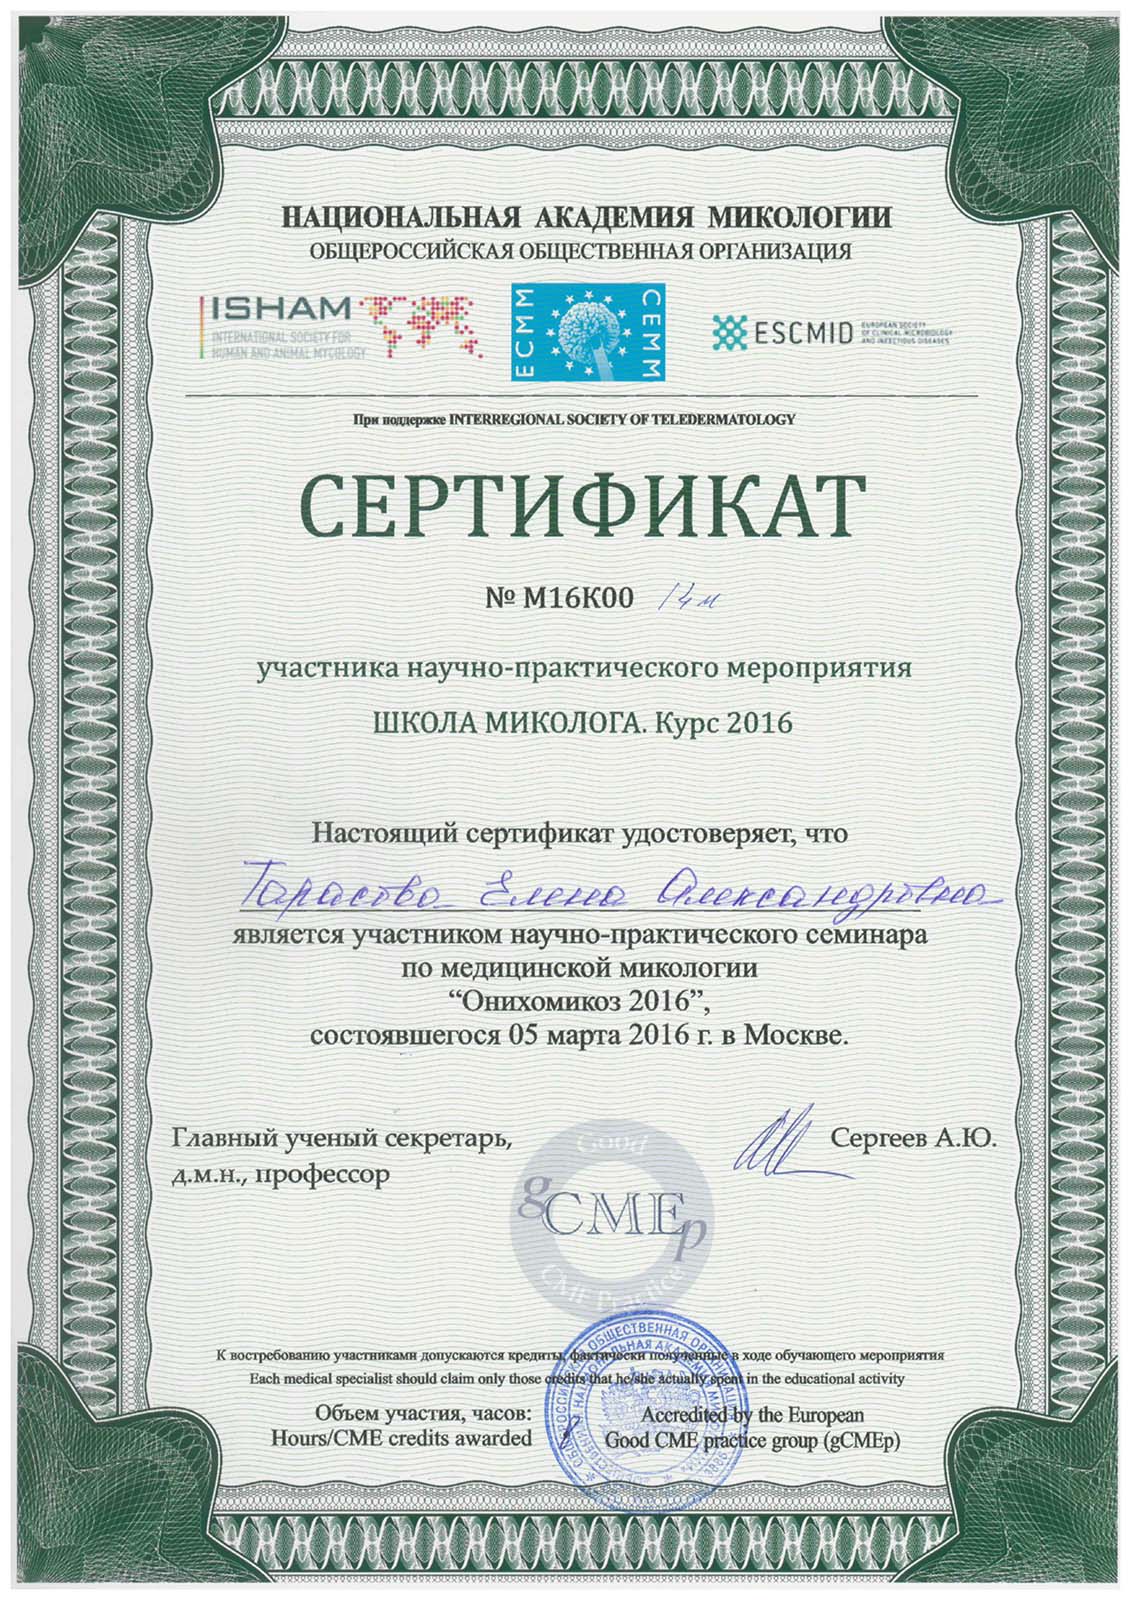 НАЦИОНАЛЬНАЯ АКАДЕМИЯ МИКОЛОГИИ
ОБЩЕРОССИЙСКАЯ ОБЩЕСТВЕННАЯ ОРГАНИЗАЦИЯ
ISHAM
INTERNATIONAL SOCIETY FOR
HUMAN AND ANIMAL MYCOLOGY
ECMM
CEMM
ESCMID
EUROPEAN SOCIETY
OF CLINICAL MICROBIOLOGY
AND INFECTIOUS DISEASES
При поддержке INTERREGIONAL SOCIETY OF TELEDERMATOLOGY
СЕРТИФИКАТ
№ М16К00 14м
участника научно-практического мероприятия
ШКОЛА МИКОЛОГА. Курс 2016
Настоящий сертификат удостоверяет, что
Тарасова Елена Александровна
является участником научно-практического семинара
по медицинской микологии
“Онихомикоз 2016”,
состоявшегося 05 марта 2016 г. в Москве.
Главный ученый секретарь,
д.м.н., профессор
Сергеев А.Ю.
Good
gCMEp
CME Practice
К востребованию участниками допускаются кредиты, фактически полученные в ходе обучающего мероприятия
Each medical specialist should claim only those credits that he/she actually spent in the educational activity
Объем участия, часов:
Hours/CME credits awarded
Accredited by the European
Good CME practice group (gCMEp)